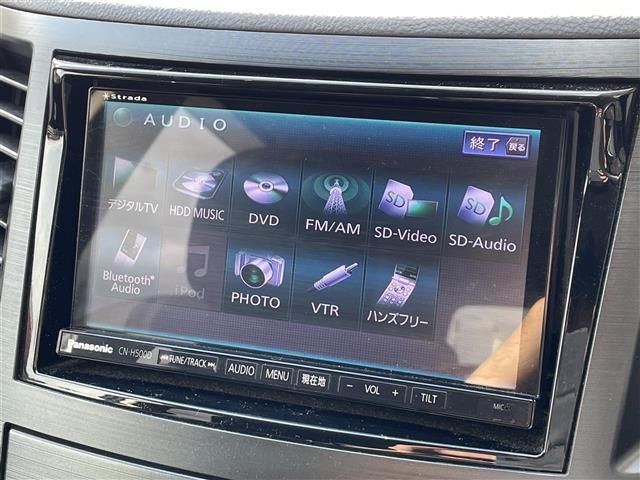 Strada
AUDIO
終了 戻る
デジタルTV HDD MUSIC DVD FM/AM SD-Video SD-Audio
Bluetooth® Audio iPod PHOTO VTR ハンズフリー
Panasonic CN-H500D TUNE/TRACK AUDIO MENU 現在地 − VOL + TILT MIC